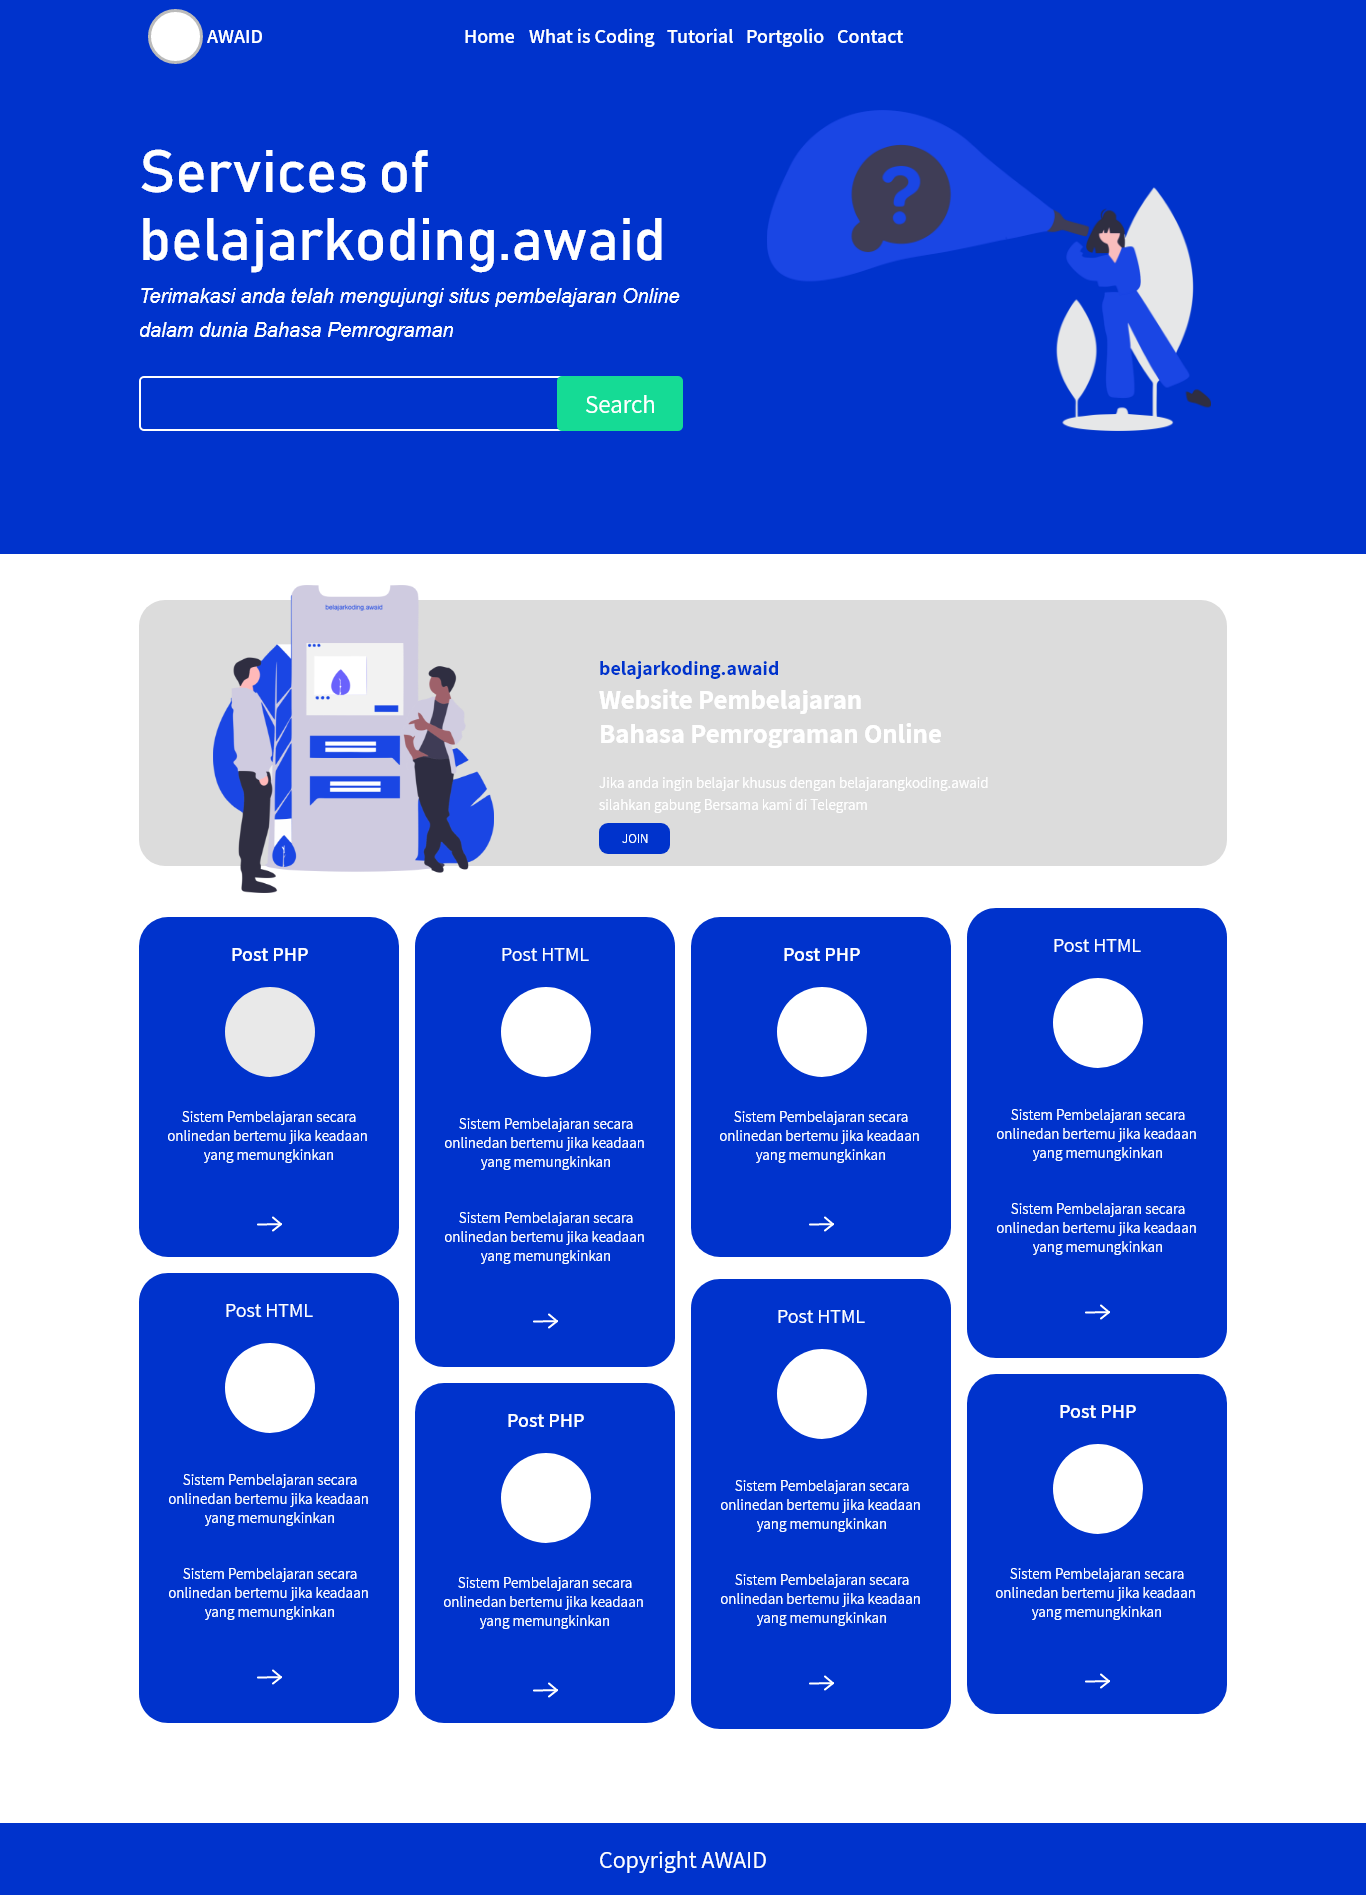 AWAID
Home What is Coding Tutorial Portgolio Contact
Services of
belajarkoding.awaid
Terimakasi anda telah mengujungi situs pembelajaran Online
dalam dunia Bahasa Pemrograman
Search
?
belajarkoding.awaid
belajarkoding.awaid
Website Pembelajaran
Bahasa Pemrograman Online
Jika anda ingin belajar khusus dengan belajarangkoding.awaid
silahkan gabung Bersama kami di Telegram
JOIN
Post PHP
Sistem Pembelajaran secara
onlinedan bertemu jika keadaan
yang memungkinkan
Post HTML
Sistem Pembelajaran secara
onlinedan bertemu jika keadaan
yang memungkinkan
Sistem Pembelajaran secara
onlinedan bertemu jika keadaan
yang memungkinkan
Post PHP
Sistem Pembelajaran secara
onlinedan bertemu jika keadaan
yang memungkinkan
Post HTML
Sistem Pembelajaran secara
onlinedan bertemu jika keadaan
yang memungkinkan
Sistem Pembelajaran secara
onlinedan bertemu jika keadaan
yang memungkinkan
Post HTML
Sistem Pembelajaran secara
onlinedan bertemu jika keadaan
yang memungkinkan
Sistem Pembelajaran secara
onlinedan bertemu jika keadaan
yang memungkinkan
Post PHP
Sistem Pembelajaran secara
onlinedan bertemu jika keadaan
yang memungkinkan
Post HTML
Sistem Pembelajaran secara
onlinedan bertemu jika keadaan
yang memungkinkan
Sistem Pembelajaran secara
onlinedan bertemu jika keadaan
yang memungkinkan
Post PHP
Sistem Pembelajaran secara
onlinedan bertemu jika keadaan
yang memungkinkan
Copyright AWAID